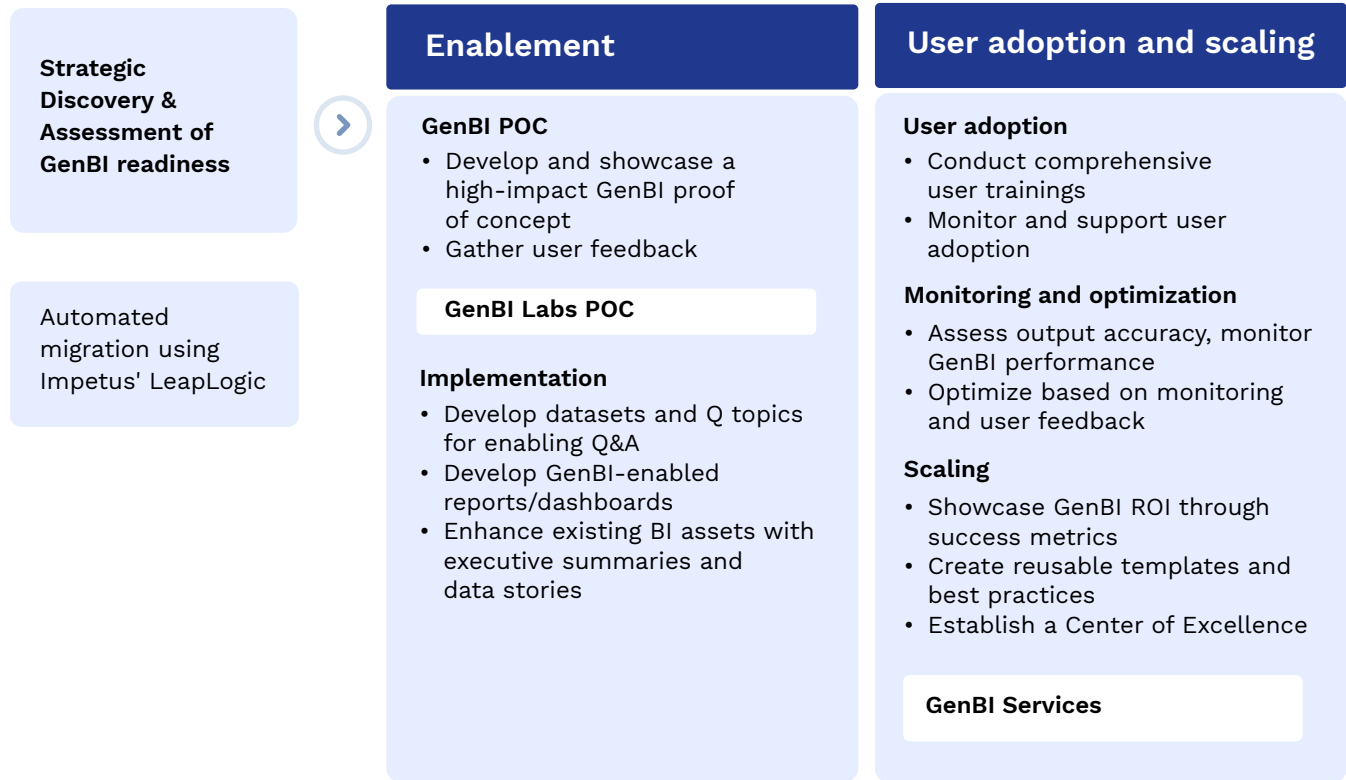 Strategic
Discovery &
Assessment of
GenBI readiness
Automated
migration using
Impetus' LeapLogic
Enablement
GenBI POC
• Develop and showcase a
high-impact GenBI proof
of concept
• Gather user feedback
GenBI Labs POC
Implementation
• Develop datasets and Q topics
for enabling Q&A
• Develop GenBI-enabled
reports/dashboards
• Enhance existing BI assets with
executive summaries and
data stories
User adoption and scaling
User adoption
• Conduct comprehensive
user trainings
• Monitor and support user
adoption
Monitoring and optimization
• Assess output accuracy, monitor
GenBI performance
• Optimize based on monitoring
and user feedback
Scaling
• Showcase GenBI ROI through
success metrics
• Create reusable templates and
best practices
• Establish a Center of Excellence
GenBI Services